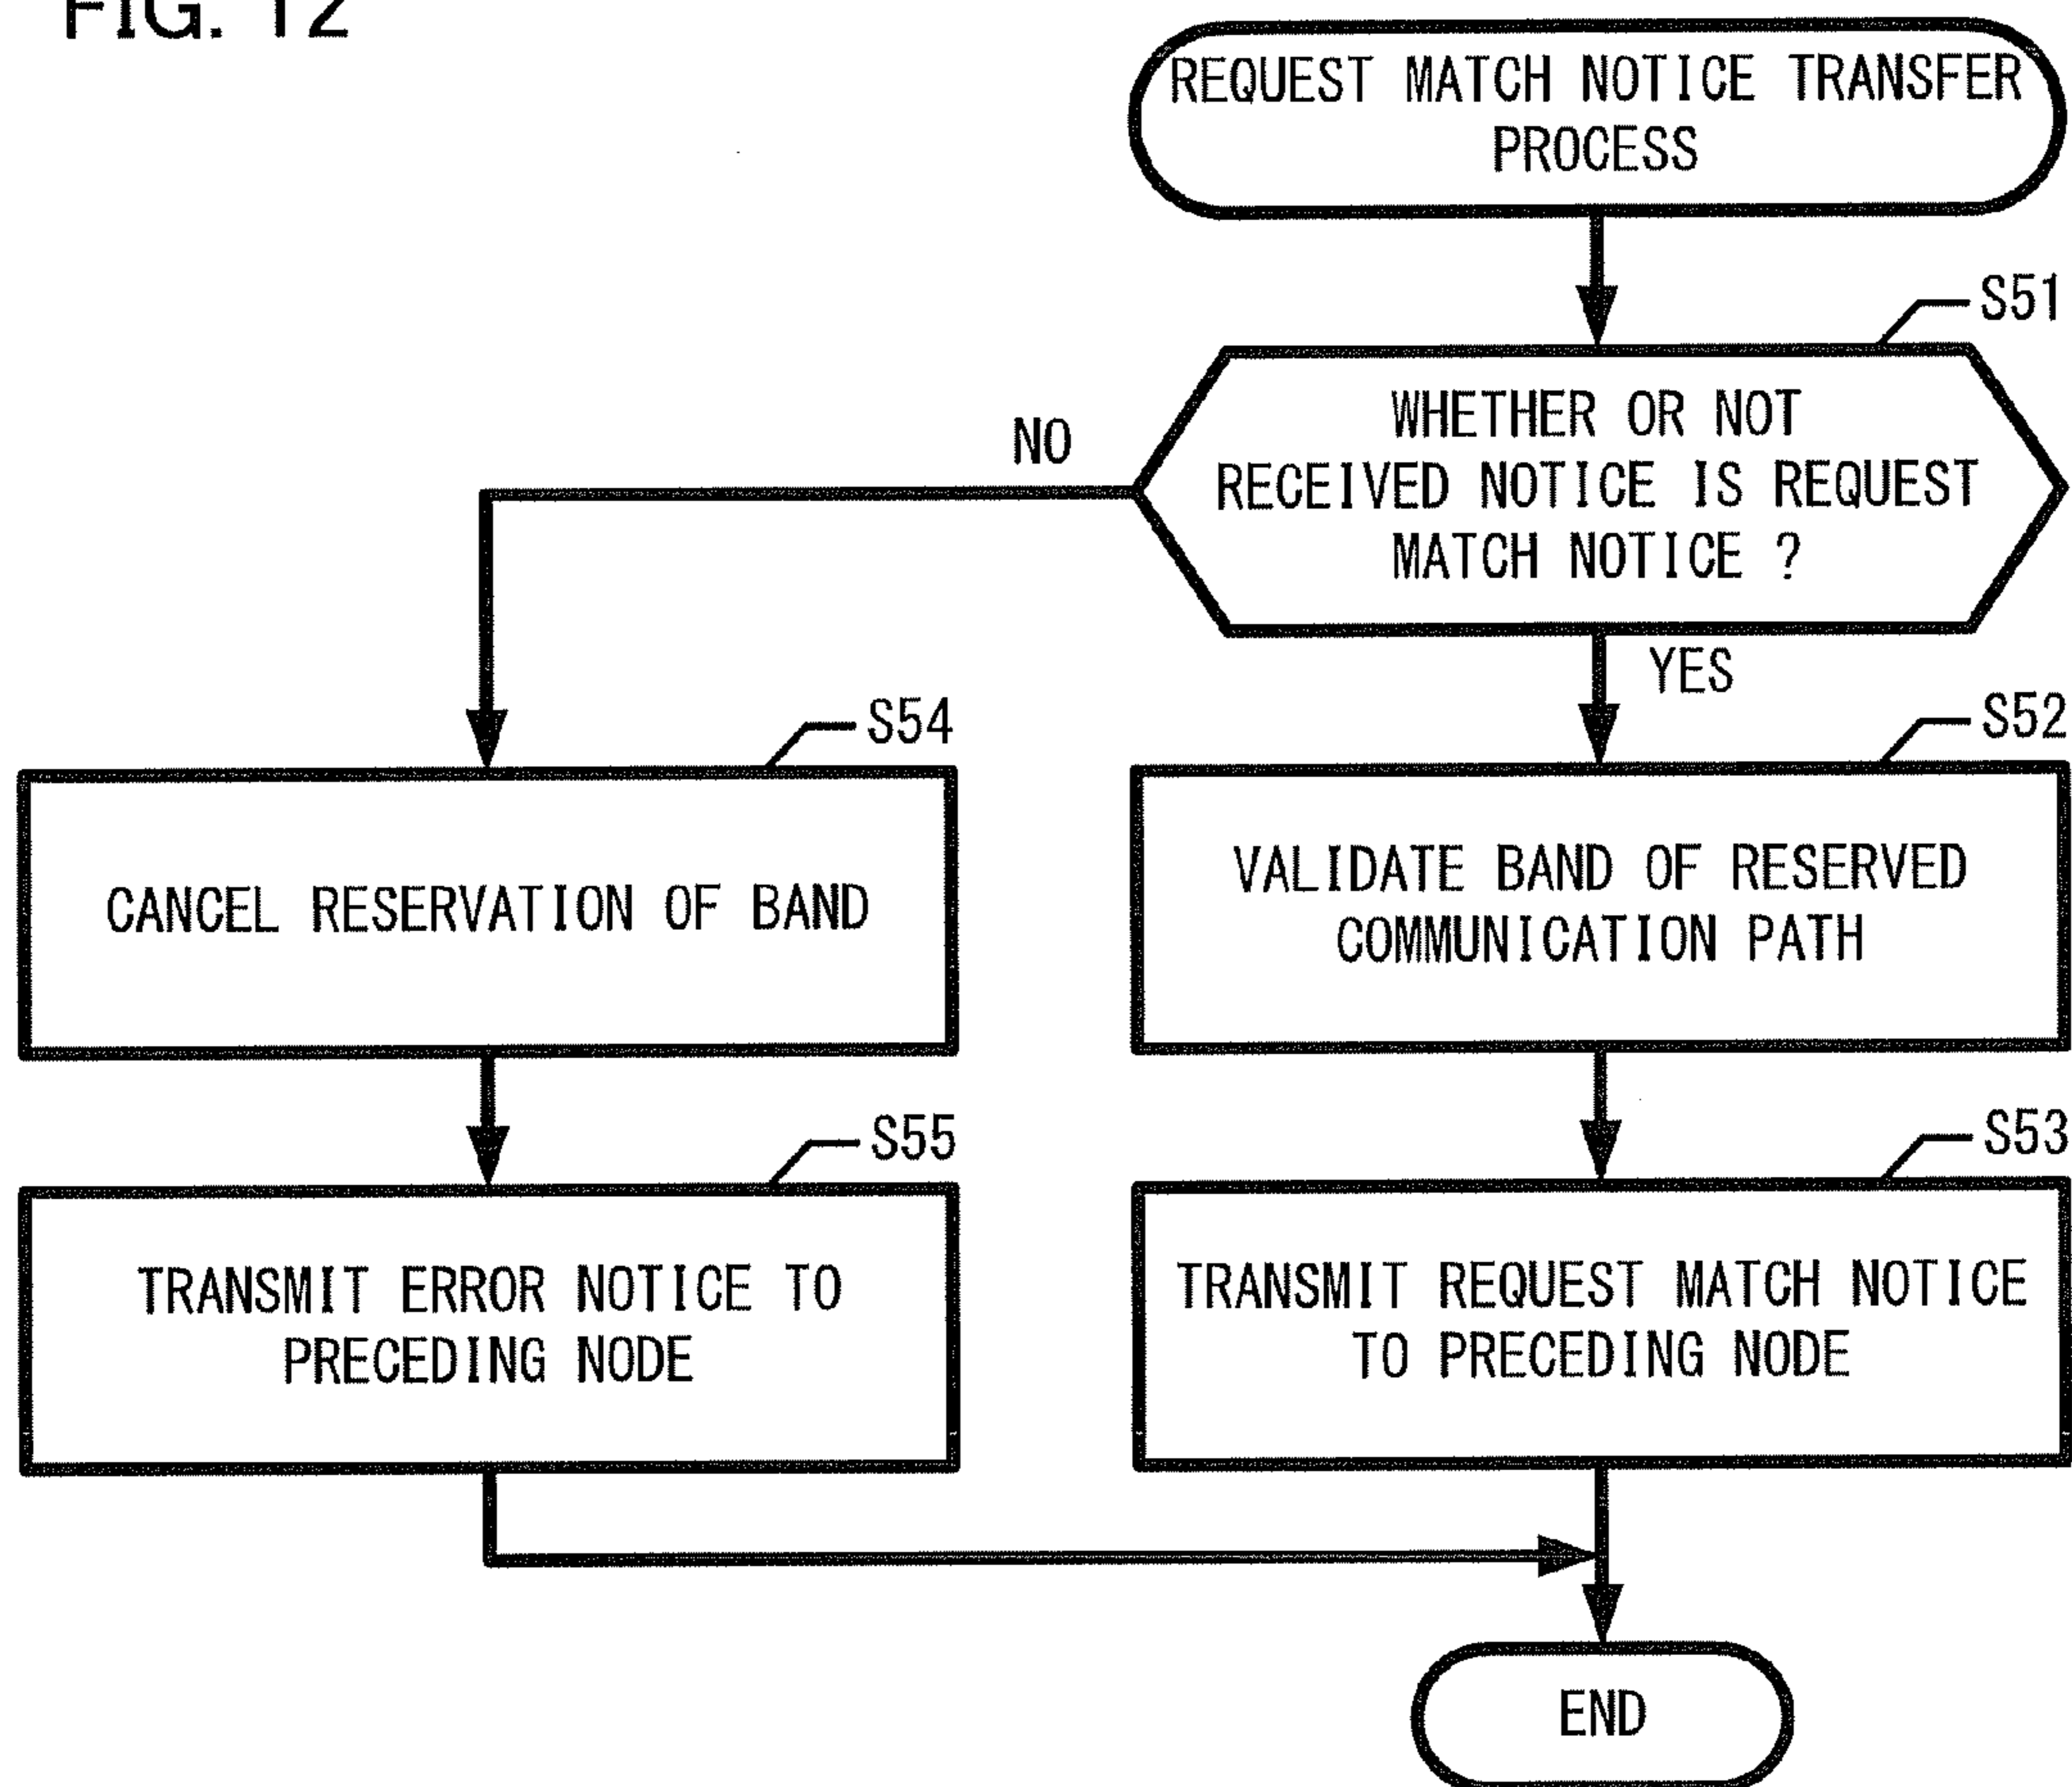 FIG. 12
REQUEST MATCH NOTICE TRANSFER
PROCESS
S51
WHETHER OR NOT
RECEIVED NOTICE IS REQUEST
MATCH NOTICE ?
NO
YES
S54
S52
CANCEL RESERVATION OF BAND
VALIDATE BAND OF RESERVED
COMMUNICATION PATH
S55
S53
TRANSMIT ERROR NOTICE TO
PRECEDING NODE
TRANSMIT REQUEST MATCH NOTICE
TO PRECEDING NODE
END